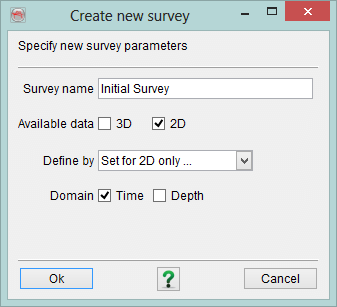 Create new survey
Specify new survey parameters
Survey name Initial Survey
Available data 3D 2D
Define by Set for 2D only ...
Domain Time Depth
Ok ? Cancel